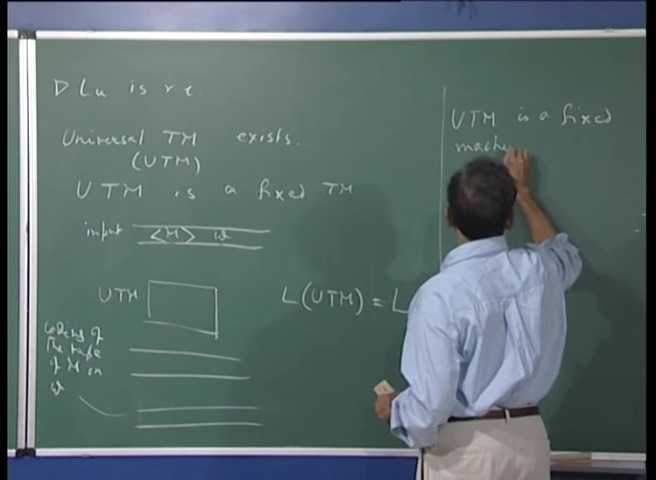 D Lu is r.e.
Universal TM exists.
(UTM)
UTM is a fixed TM.
input <M> w
UTM
L(UTM) = L
Coding of
the tape
of M on
w
UTM is a fixed
mache